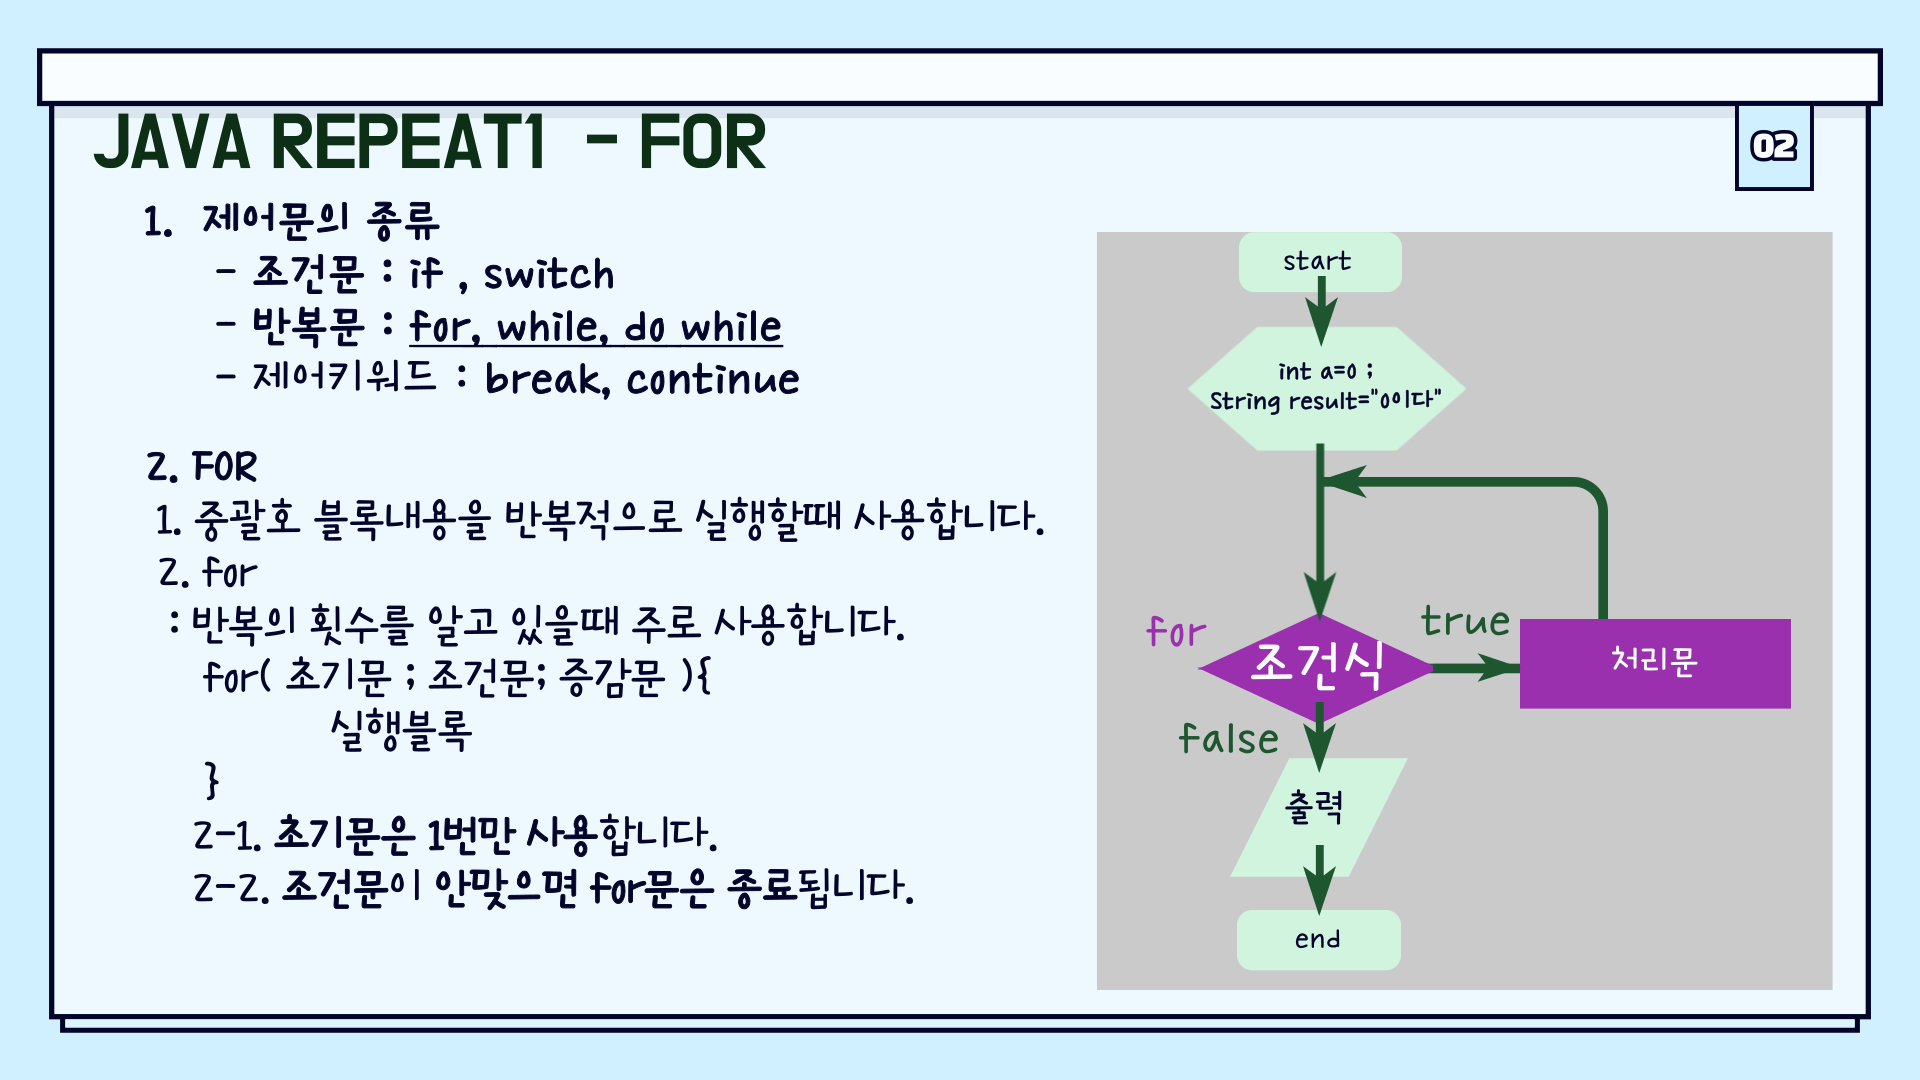 JAVA REPEAT1 - FOR
02
1. 제어문의 종류
- 조건문 : if , switch
- 반복문 : for, while, do while
- 제어키워드 : break, continue
2. FOR
1. 중괄호 블록내용을 반복적으로 실행할때 사용합니다.
2. for
: 반복의 횟수를 알고 있을때 주로 사용합니다.
for( 초기문 ; 조건문; 증감문 ){
실행블록
}
2-1. 초기문은 1번만 사용합니다.
2-2. 조건문이 안맞으면 for문은 종료됩니다.
start
int a=0 ;
String result="0이다"
for
조건식
true
처리문
false
출력
end